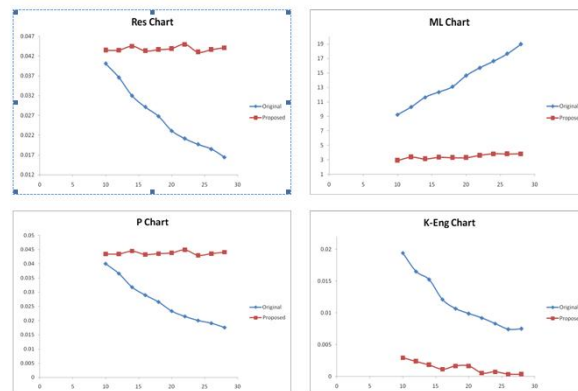 Res Chart
0.047
0.042
0.037
0.032
0.027
0.022
0.017
0.012
0 5 10 15 20 25 30
Original
Proposed
ML Chart
19
17
15
13
11
9
7
5
3
1
0 5 10 15 20 25 30
Original
Proposed
P Chart
0.05
0.045
0.04
0.035
0.03
0.025
0.02
0.015
0.01
0.005
0
0 5 10 15 20 25 30
Original
Proposed
K-Eng Chart
0.02
0.015
0.01
0.005
0
0 5 10 15 20 25 30
Original
Proposed